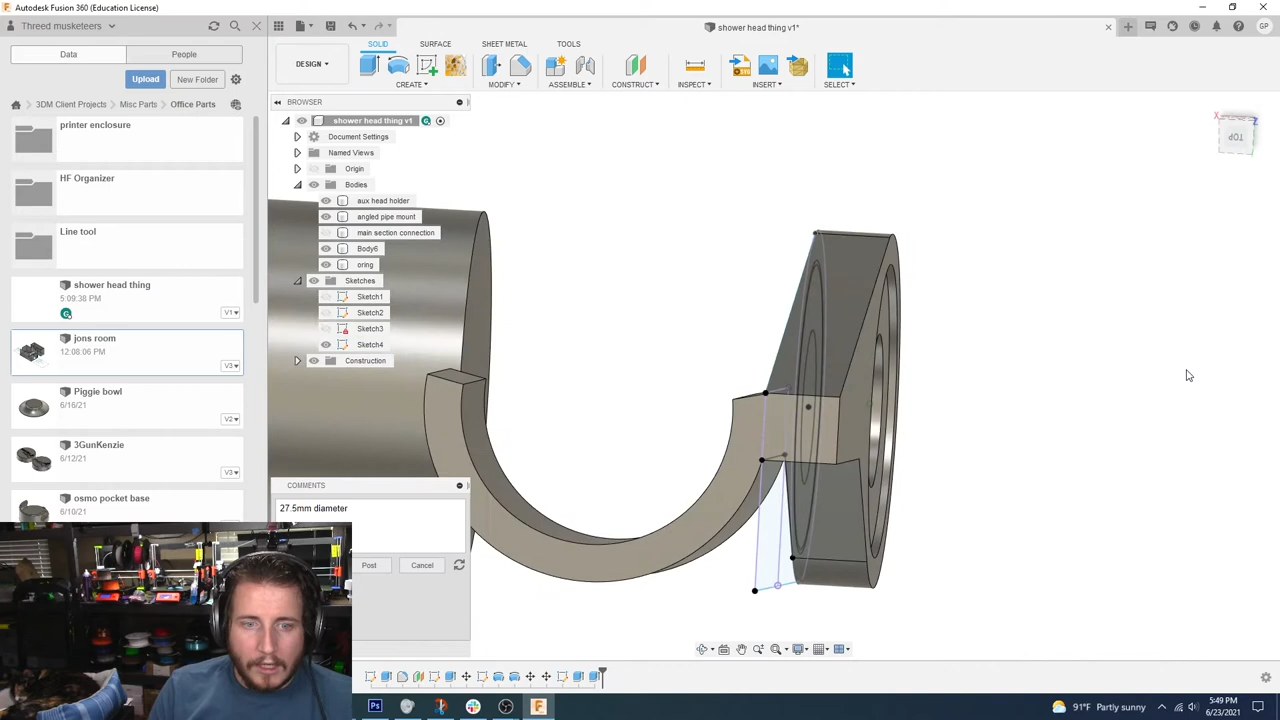 Autodesk Fusion 360 (Education License)
Threed musketeers
shower head thing v1*
GP
Data
People
Upload
New Folder
3DM Client Projects
Misc Parts
Office Parts
DESIGN
SOLID
SURFACE
SHEET METAL
TOOLS
CREATE
MODIFY
ASSEMBLE
CONSTRUCT
INSPECT
INSERT
SELECT
BROWSER
shower head thing v1
Document Settings
Named Views
Origin
Bodies
aux head holder
angled pipe mount
main section connection
Body6
oring
Sketches
Sketch1
Sketch2
Sketch3
Sketch4
Construction
printer enclosure
HF Organizer
Line tool
shower head thing
5:09:38 PM
V1
jons room
12:08:06 PM
V3
Piggie bowl
6/16/21
V2
3GunKenzie
6/12/21
V3
osmo pocket base
6/10/21
TOP
X
Z
COMMENTS
27.5mm diameter
Post
Cancel
91°F Partly sunny
5:49 PM
6/23/2021